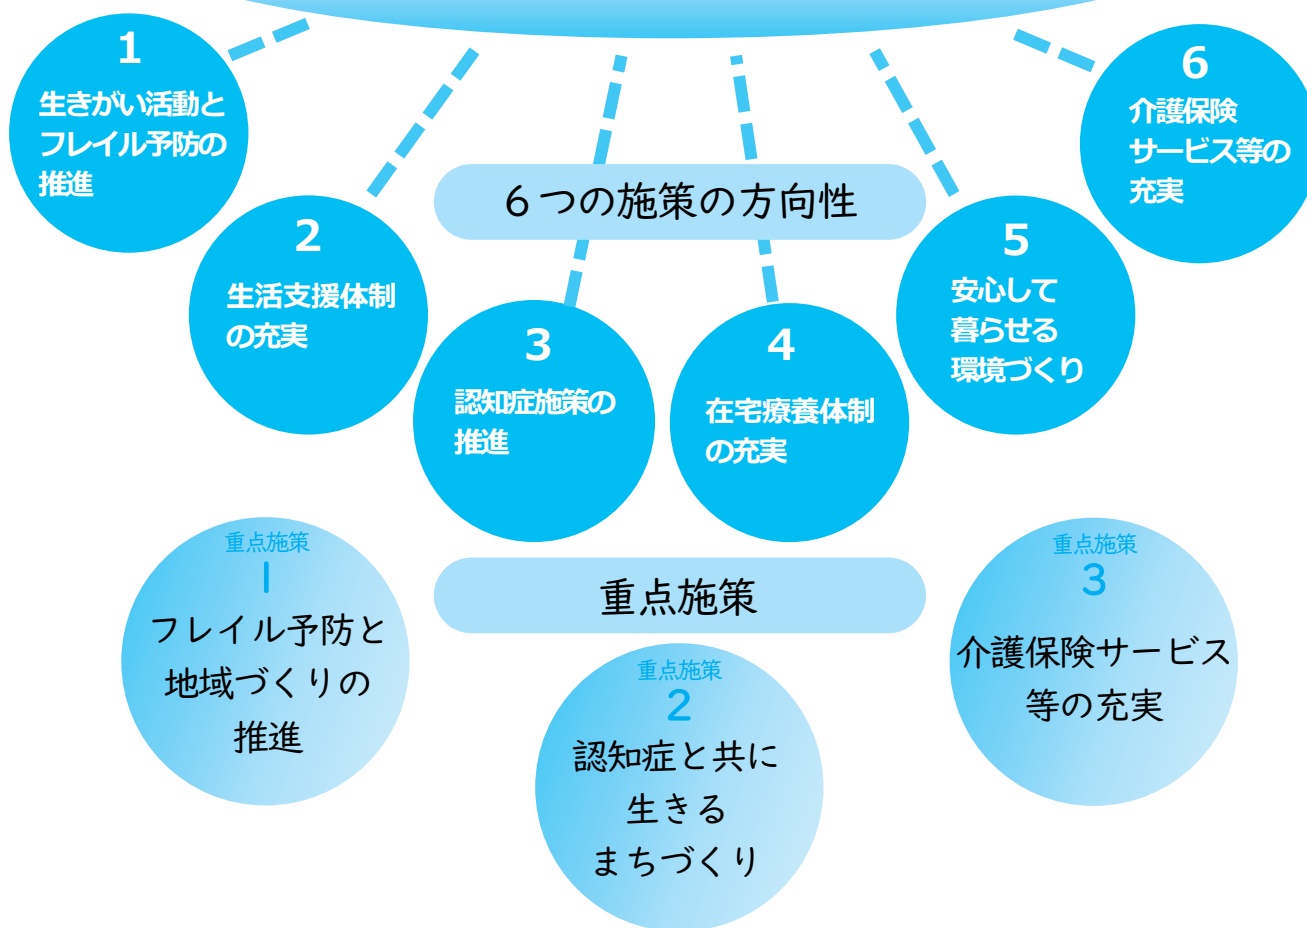 1
生きがい活動と
フレイル予防の
推進
2
生活支援体制
の充実
6つの施策の方向性
3
認知症施策の
推進
4
在宅療養体制
の充実
5
安心して
暮らせる
環境づくり
6
介護保険
サービス等の
充実
重点施策
重点施策
1
フレイル予防と
地域づくりの
推進
重点施策
2
認知症と共に
生きる
まちづくり
重点施策
3
介護保険サービス
等の充実